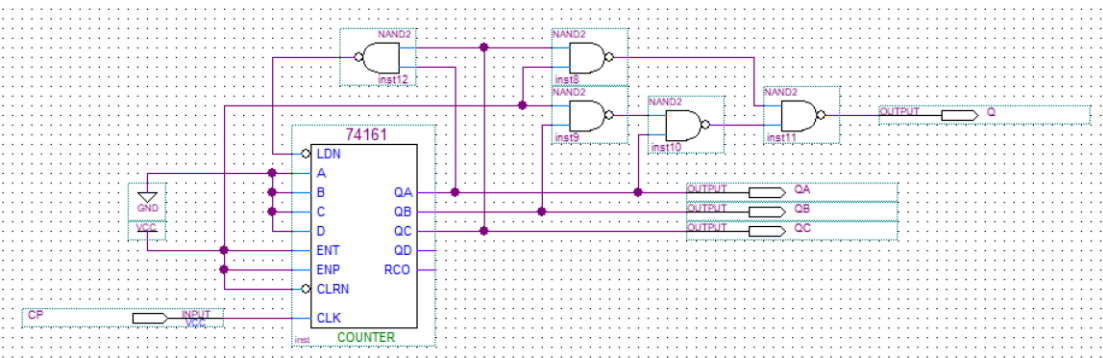 NAND2
inst12
NAND2
inst8
NAND2
inst9
NAND2
inst10
NAND2
inst11
OUTPUT Q
74161
LDN
A
B
C
D
ENT
ENP
CLRN
CLK
QA
QB
QC
QD
RCO
inst
COUNTER
GND
VCC
CP
INPUT
VCC
OUTPUT QA
OUTPUT QB
OUTPUT QC